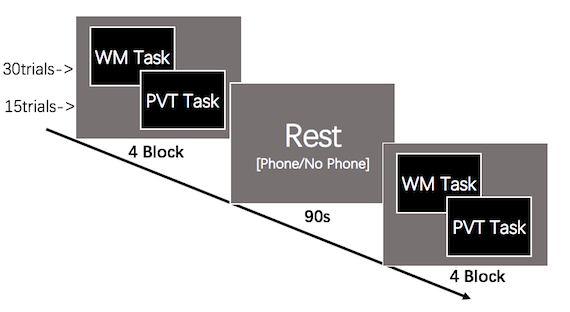 30trials->
WM Task
15trials->
PVT Task
4 Block
Rest
[Phone/No Phone]
90s
WM Task
PVT Task
4 Block